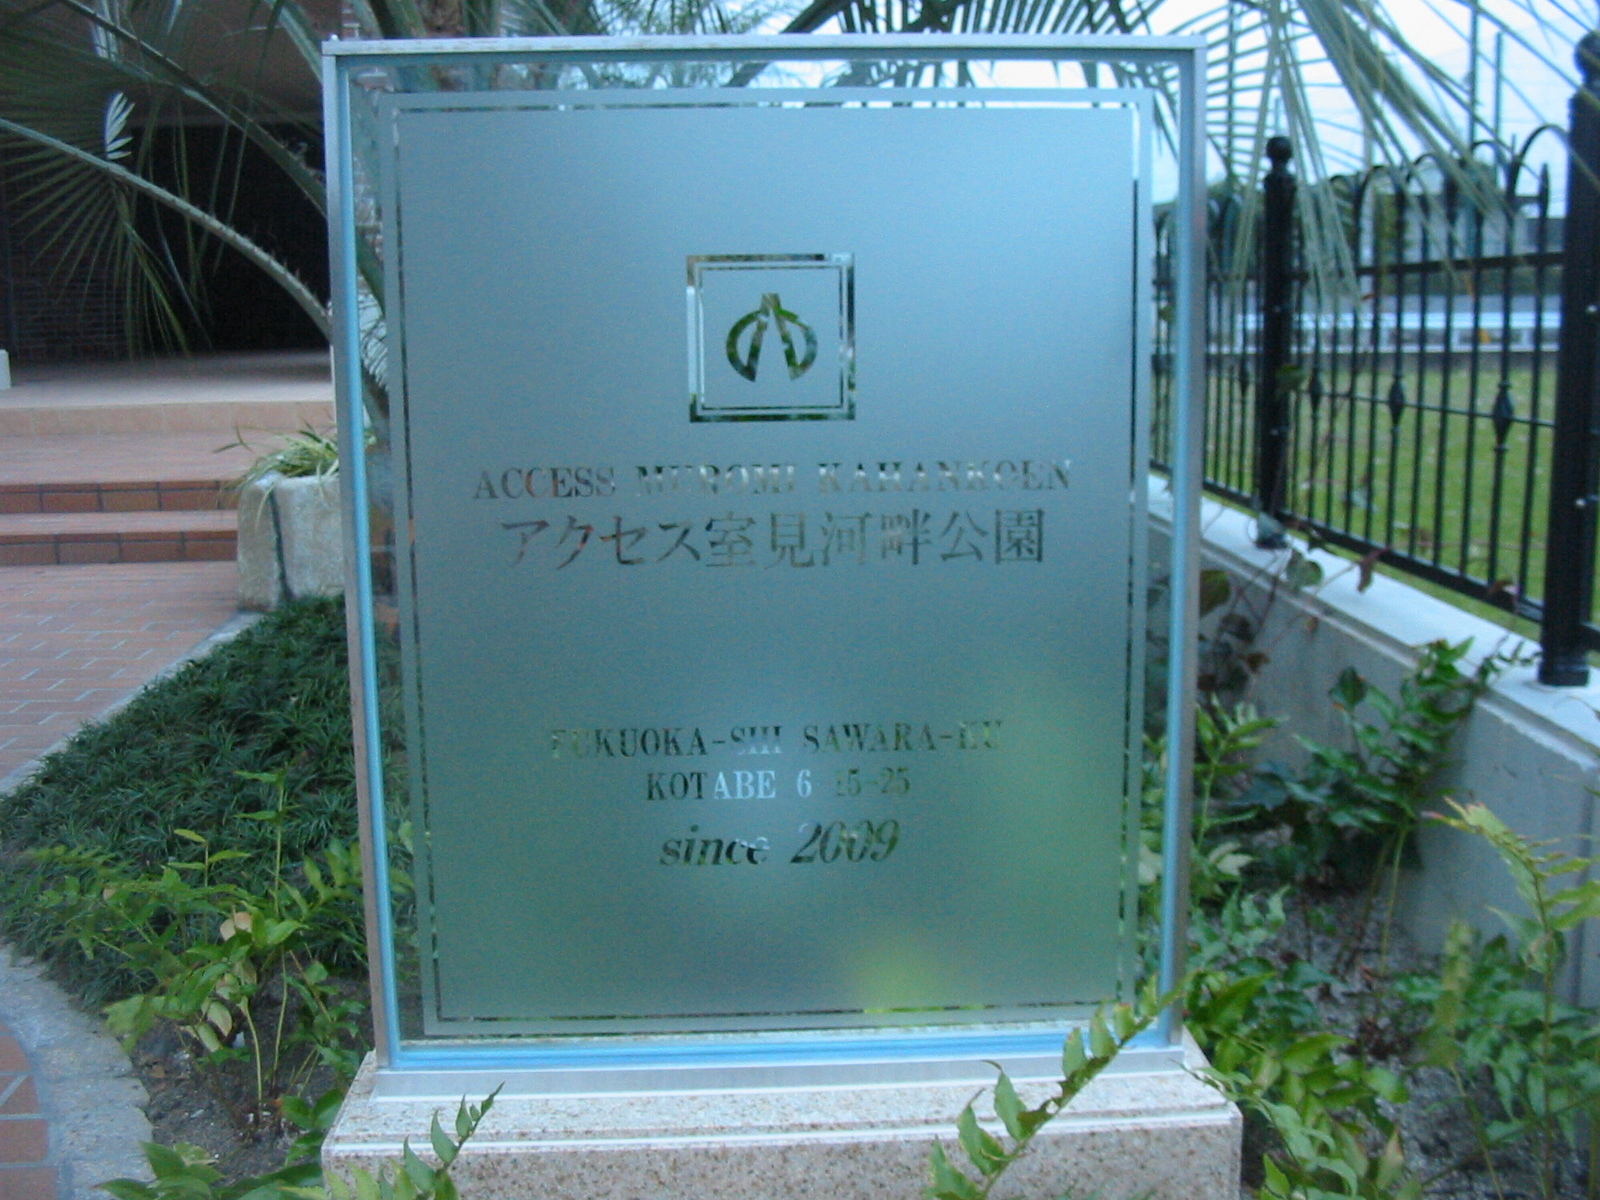 ACCESS MUROMI KAHANKOEN
アクセス室見河畔公園
FUKUOKA-SHI SAWARA-KU
KOTABE 6 15-25
since 2009